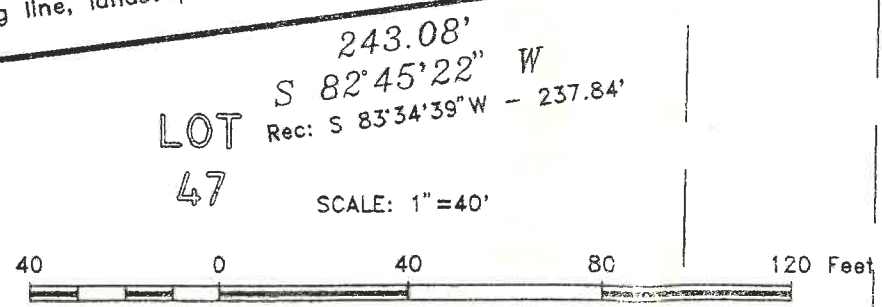 g line,
243.08'
S 82°45'22" W
Rec: S 83°34'39"W - 237.84'
LOT
47
SCALE: 1"=40'
40 0 40 80 120 Feet